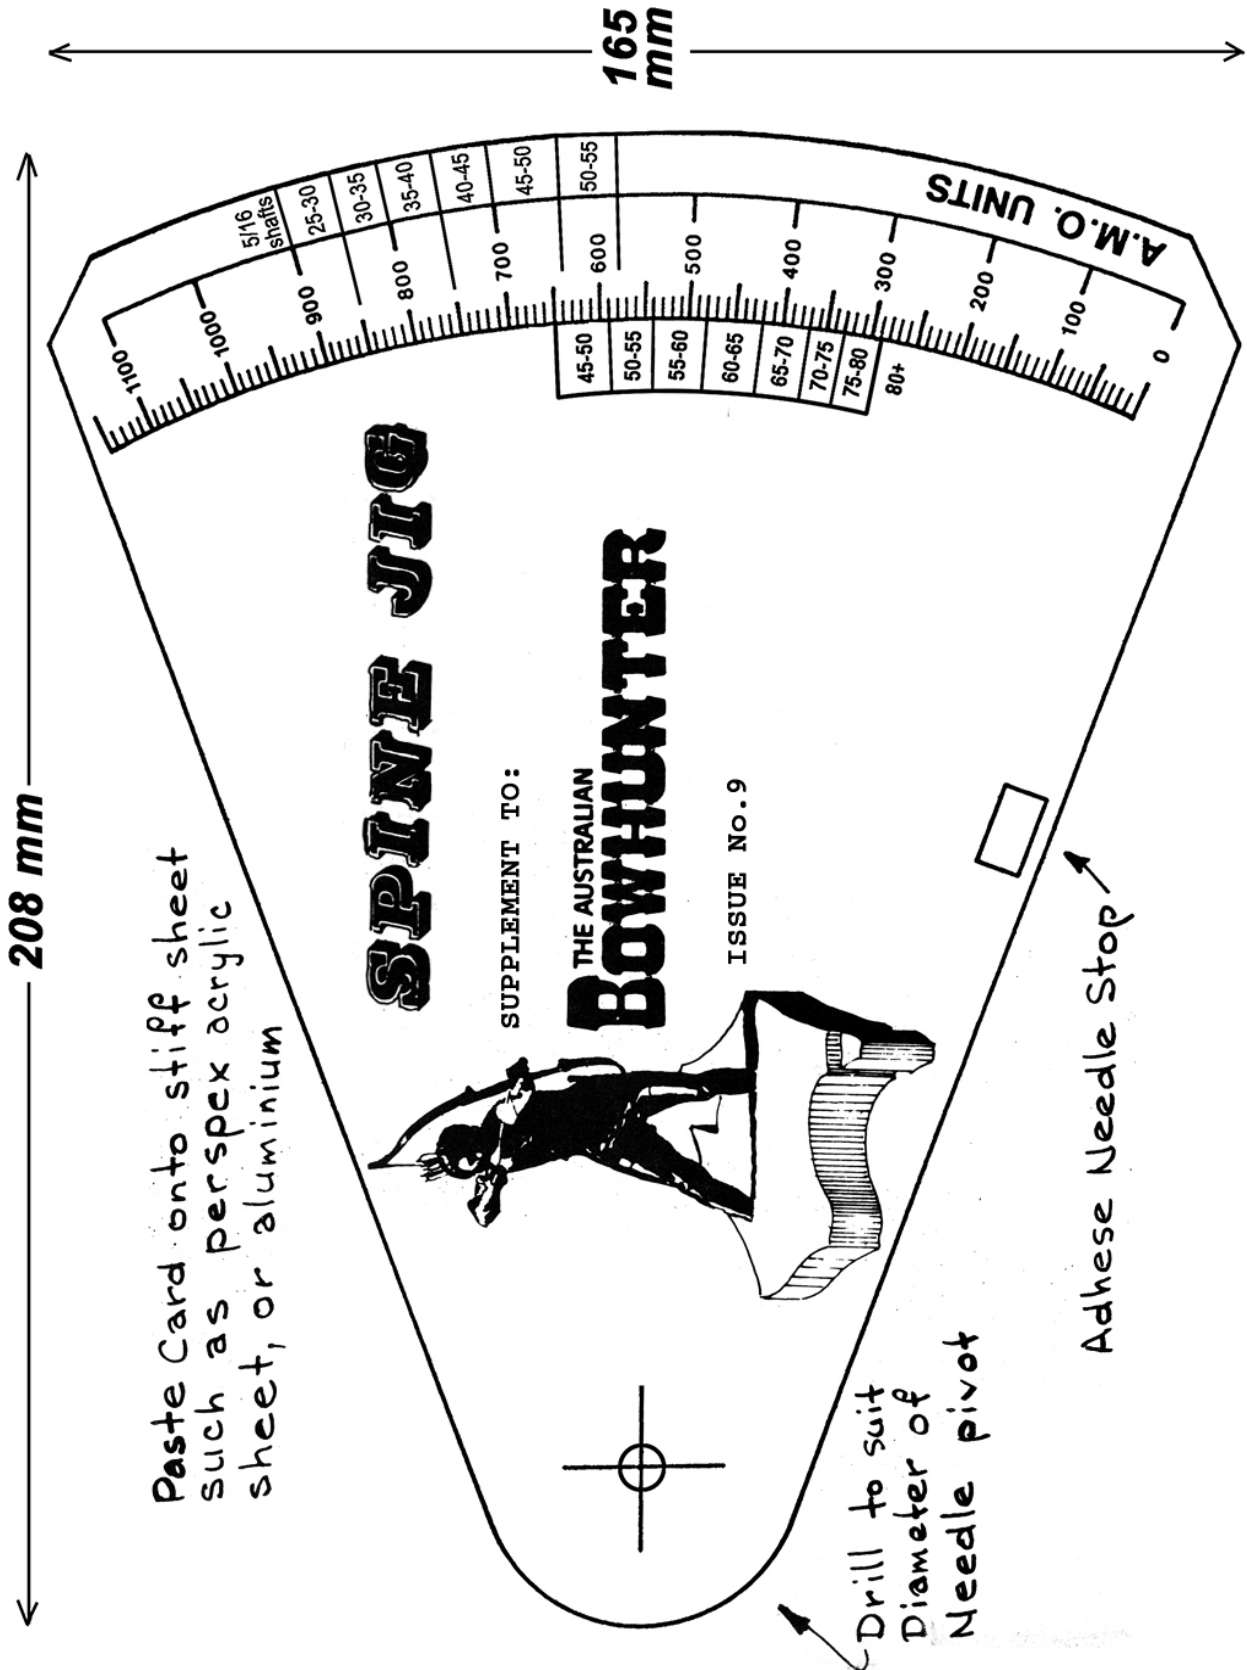 165
mm
208 mm
Paste Card onto stiff sheet
such as perspex acrylic
sheet, or aluminium
SPINE JIG
SUPPLEMENT TO:
THE AUSTRALIAN
BOWHUNTER
ISSUE No.9
5/16
shafts
25-30
30-35
35-40
40-45
45-50
50-55
A.M.O. UNITS
1100
1000
900
800
700
600
500
400
300
200
100
0
45-50
50-55
55-60
60-65
65-70
70-75
75-80
80+
Drill to suit
Diameter of
Needle pivot
Adhese Needle Stop